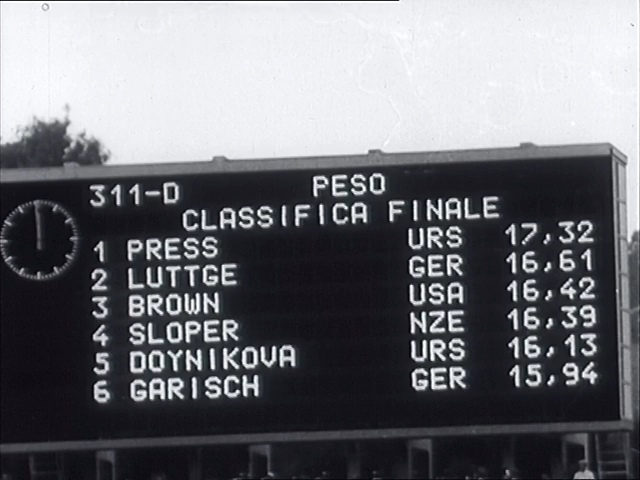 311-D PESO
CLASSIFICA FINALE
1 PRESS URS 17,32
2 LUTTGE GER 16,61
3 BROWN USA 16,42
4 SLOPER NZE 16,39
5 DOYNIKOVA URS 16,13
6 GARISCH GER 15,94